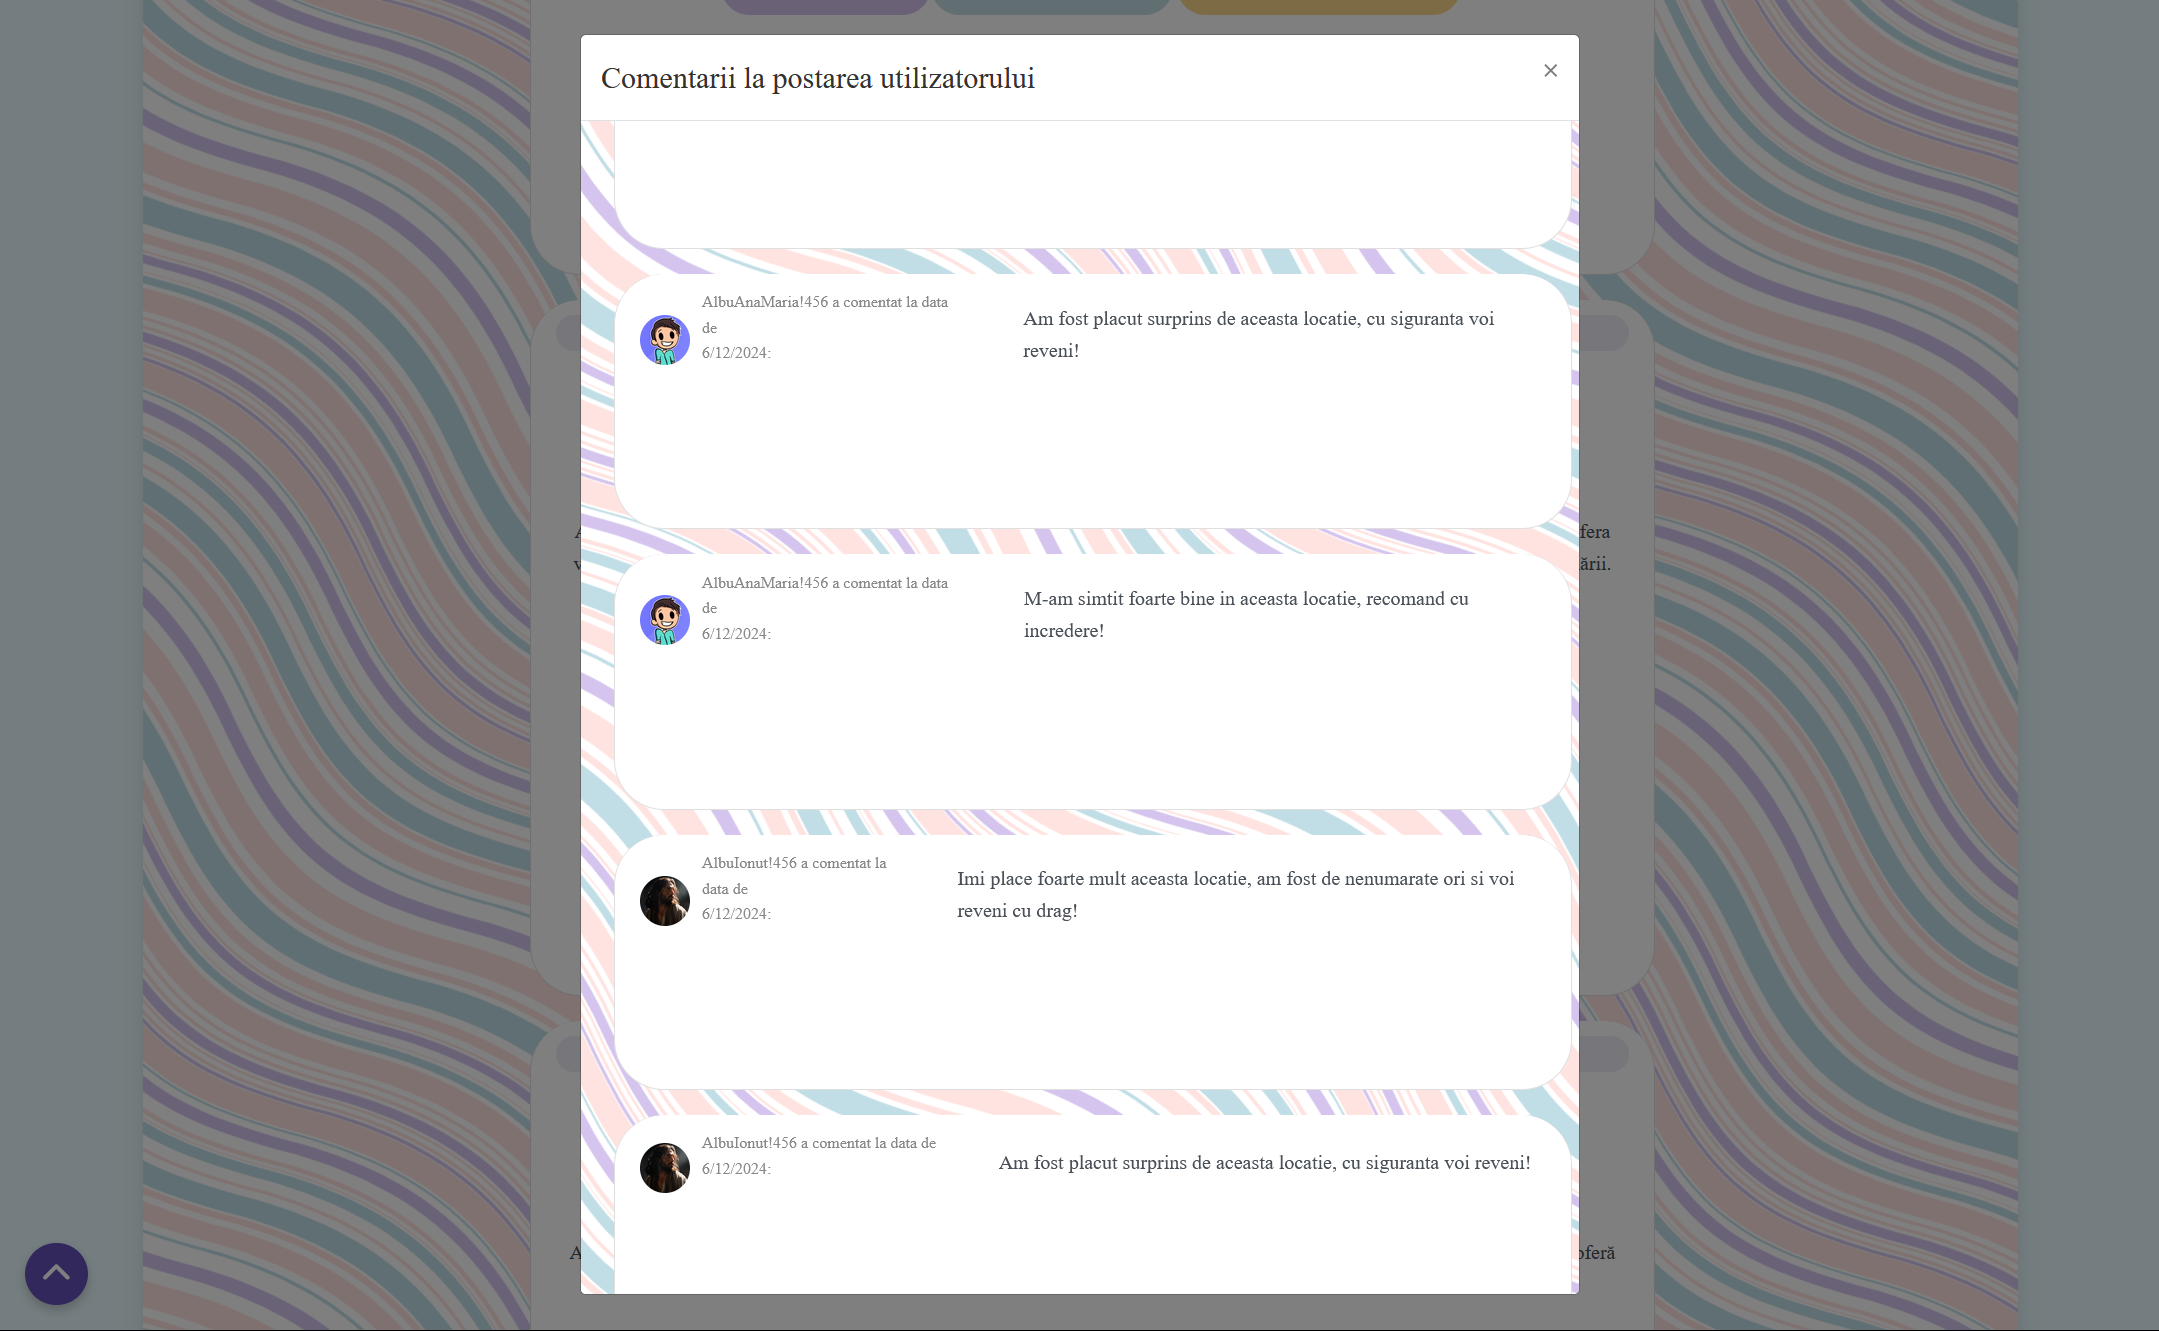 Comentarii la postarea utilizatorului
×
AlbuAnaMaria!456 a comentat la data
de
6/12/2024:
Am fost placut surprins de aceasta locatie, cu siguranta voi
reveni!
AlbuAnaMaria!456 a comentat la data
de
6/12/2024:
M-am simtit foarte bine in aceasta locatie, recomand cu
incredere!
AlbuIonut!456 a comentat la
data de
6/12/2024:
Imi place foarte mult aceasta locatie, am fost de nenumarate ori si voi
reveni cu drag!
AlbuIonut!456 a comentat la data de
6/12/2024:
Am fost placut surprins de aceasta locatie, cu siguranta voi reveni!